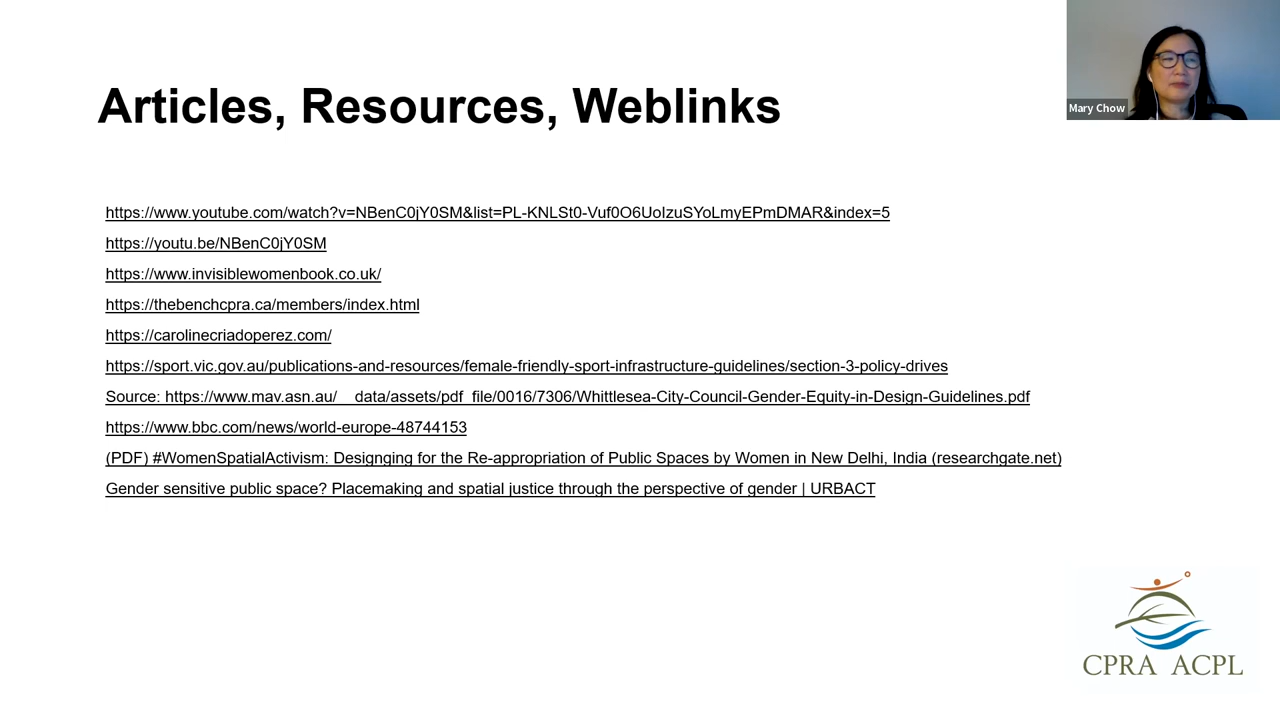 Articles, Resources, Weblinks
Mary Chow
https://www.youtube.com/watch?v=NBenC0jY0SM&list=PL-KNLSt0-Vuf0O6UoIzuSYoLmyEPmDMAR&index=5
https://youtu.be/NBenC0jY0SM
https://www.invisiblewomenbook.co.uk/
https://thebenchcpra.ca/members/index.html
https://carolinecriadoperez.com/
https://sport.vic.gov.au/publications-and-resources/female-friendly-sport-infrastructure-guidelines/section-3-policy-drives
Source: https://www.mav.asn.au/__data/assets/pdf_file/0016/7306/Whittlesea-City-Council-Gender-Equity-in-Design-Guidelines.pdf
https://www.bbc.com/news/world-europe-48744153
(PDF) #WomenSpatialActivism: Designging for the Re-appropriation of Public Spaces by Women in New Delhi, India (researchgate.net)
Gender sensitive public space? Placemaking and spatial justice through the perspective of gender | URBACT
CPRA ACPL